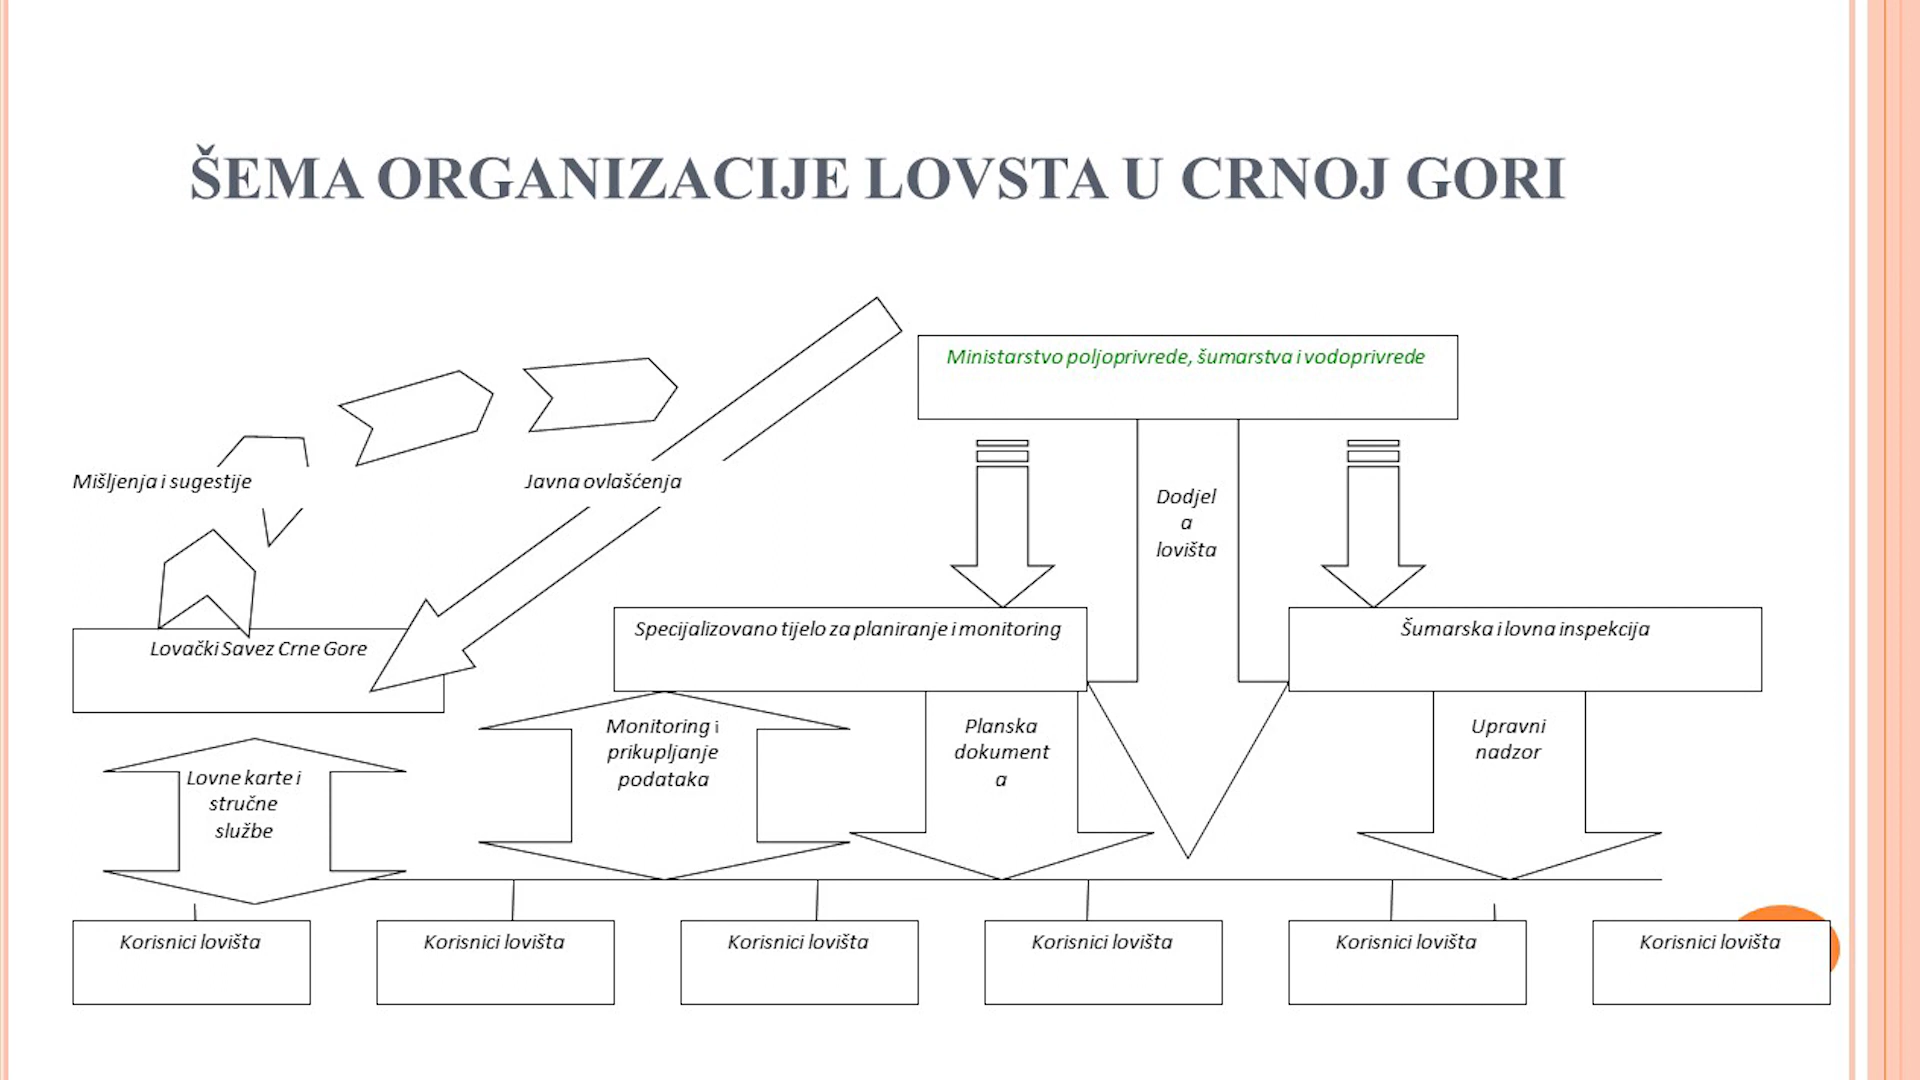 ŠEMA ORGANIZACIJE LOVSTA U CRNOJ GORI
Ministarstvo poljoprivrede, šumarstva i vodoprivrede
Mišljenja i sugestije
Javna ovlašćenja
Dodjel
a
lovišta
Lovački Savez Crne Gore
Specijalizovano tijelo za planiranje i monitoring
Šumarska i lovna inspekcija
Lovne karte i
stručne
službe
Monitoring i
prikupljanje
podataka
Planska
dokument
a
Upravni
nadzor
Korisnici lovišta
Korisnici lovišta
Korisnici lovišta
Korisnici lovišta
Korisnici lovišta
Korisnici lovišta